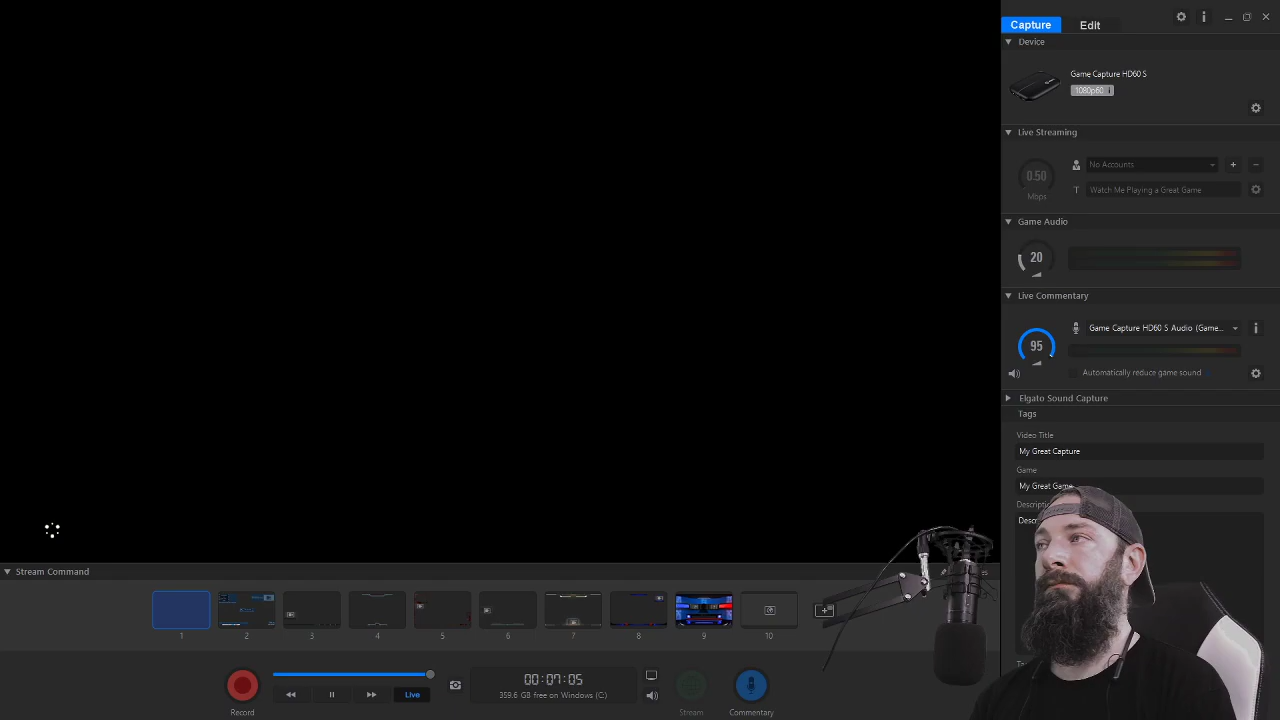 Capture
Edit
Device
Game Capture HD60 S
1080p60
Live Streaming
0.50
Mbps
No Accounts
Watch Me Playing a Great Game
Game Audio
20
Live Commentary
95
Game Capture HD60 S Audio (Game...
Automatically reduce game sound
Elgato Sound Capture
Tags
Video Title
My Great Capture
Game
My Great Game
Stream Command
1
2
3
4
5
6
7
8
9
10
Record
Live
00:07:05
359.6 GB free on Windows (C)
Stream
Commentary